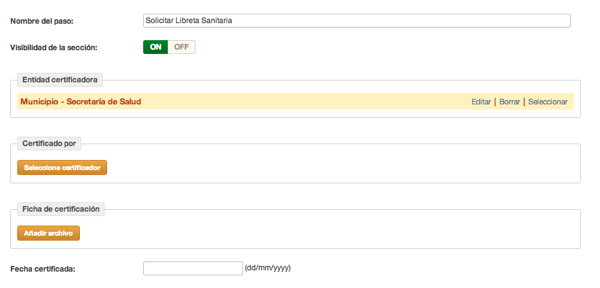 Nombre del paso: Solicitar Libreta Sanitaria
Visibilidad de la sección: ON OFF
Entidad certificadora
Municipio - Secretaría de Salud Editar | Borrar | Seleccionar
Certificado por
Seleccione certificador
Ficha de certificación
Añadir archivo
Fecha certificada: (dd/mm/yyyy)